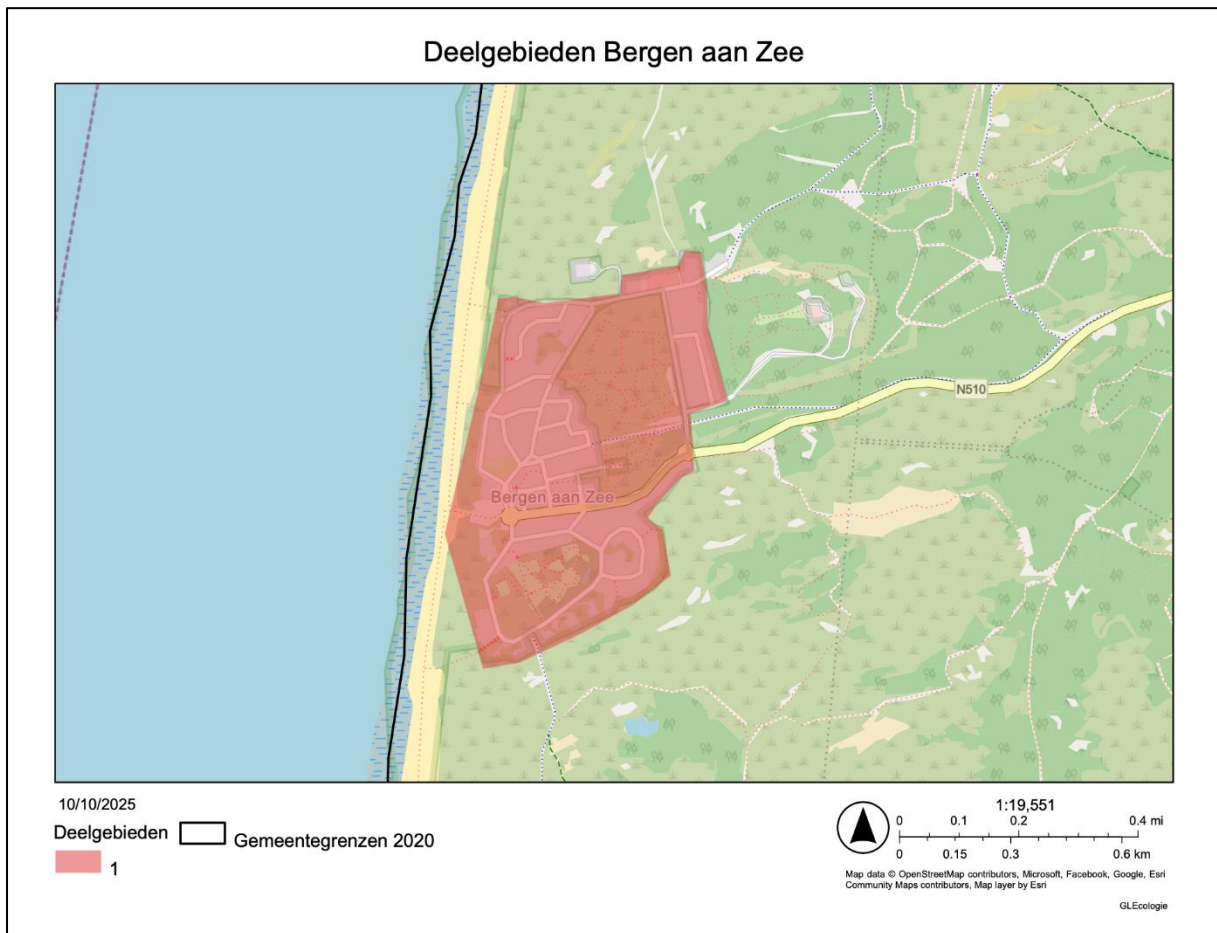 Deelgebieden Bergen aan Zee
N510
Bergen aan Zee
10/10/2025
Deelgebieden
Gemeentegrenzen 2020
1
1:19,551
0 0.1 0.2 0.4 mi
0 0.15 0.3 0.6 km
Map data © OpenStreetMap contributors, Microsoft, Facebook, Google, Esri
Community Maps contributors, Map layer by Esri
GLEcologie